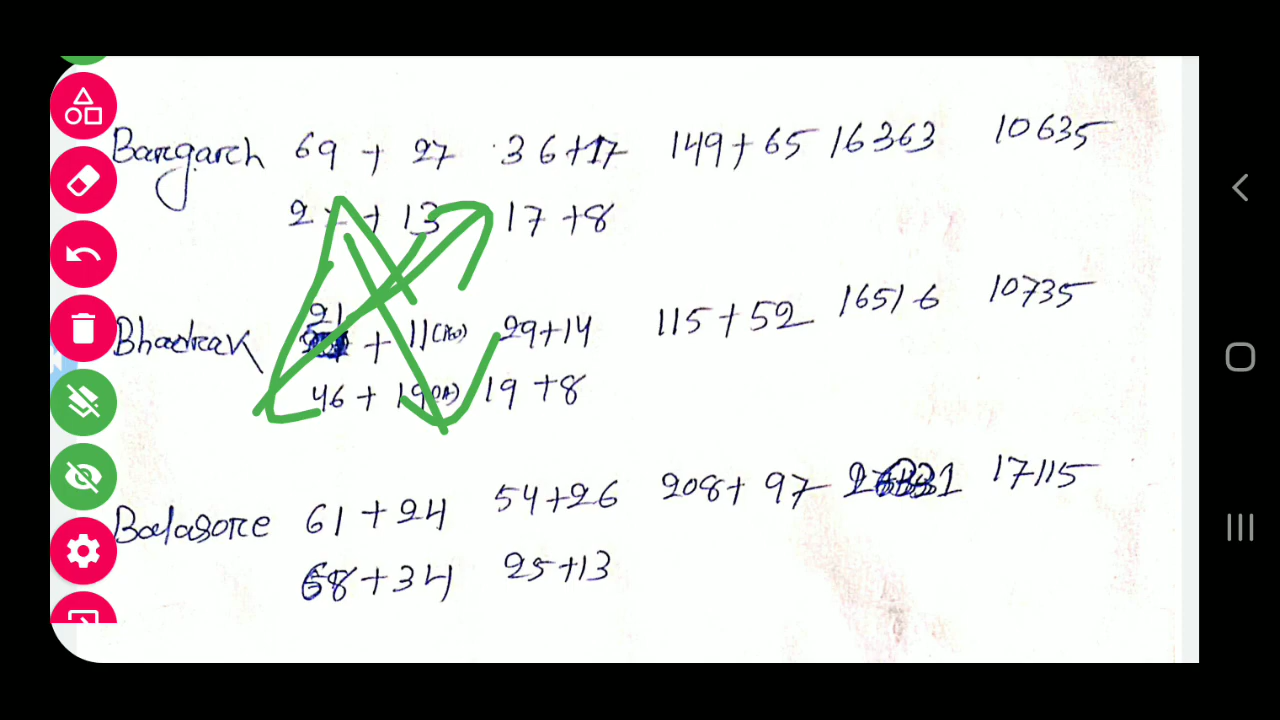 Bargarh 69 + 27 36+17 149+65 16363 10635
+ 13 17 +8
21
Bhadrak + 11 29+14 115+52 16516 10735
46 + 19 19 +8
Balasore 61 +24 54+26 208+ 97 17115
68+34 25+13